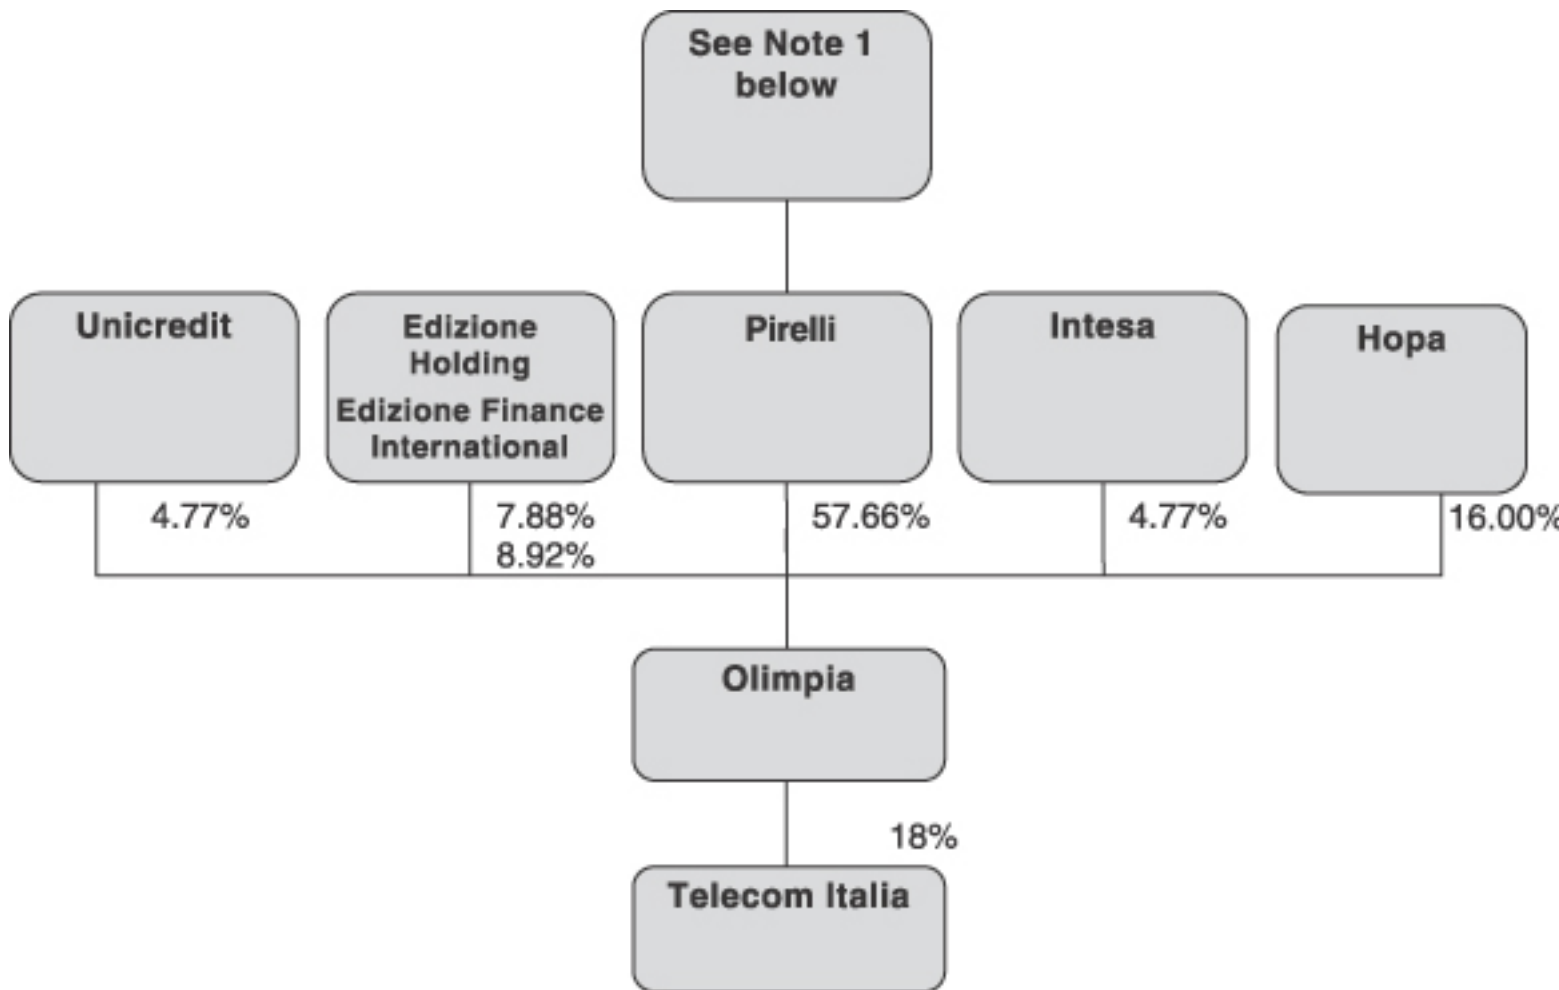 See Note 1
below
Unicredit
Edizione
Holding
Edizione Finance
International
Pirelli
Intesa
Hopa
4.77%
7.88%
8.92%
57.66%
4.77%
16.00%
Olimpia
18%
Telecom Italia